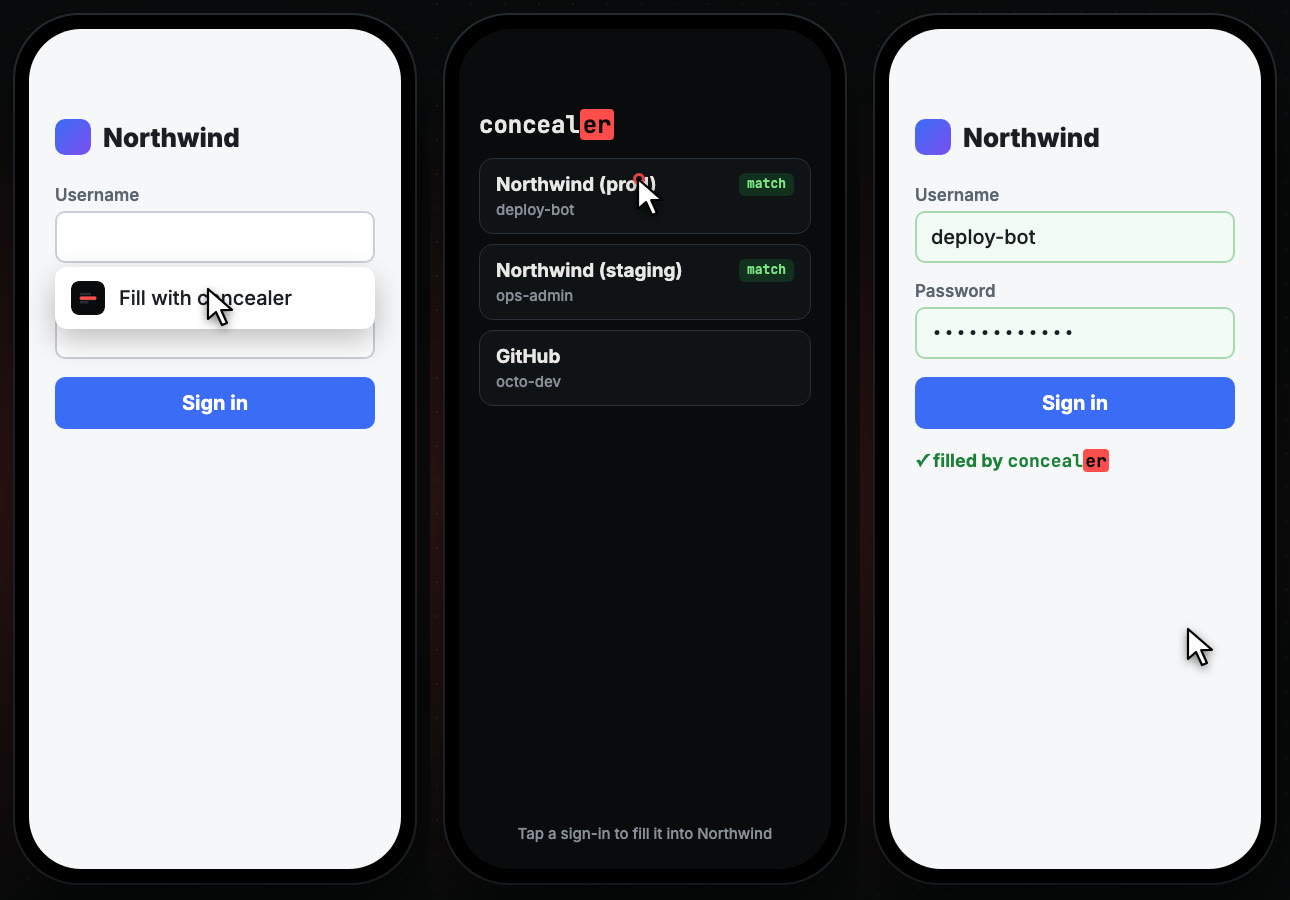 Northwind
Username
Fill with concealer
Sign in
concealer
Northwind (prod)
match
deploy-bot
Northwind (staging)
match
ops-admin
GitHub
octo-dev
Tap a sign-in to fill it into Northwind
Northwind
Username
deploy-bot
Password
••••••••••••
Sign in
✓filled by concealer